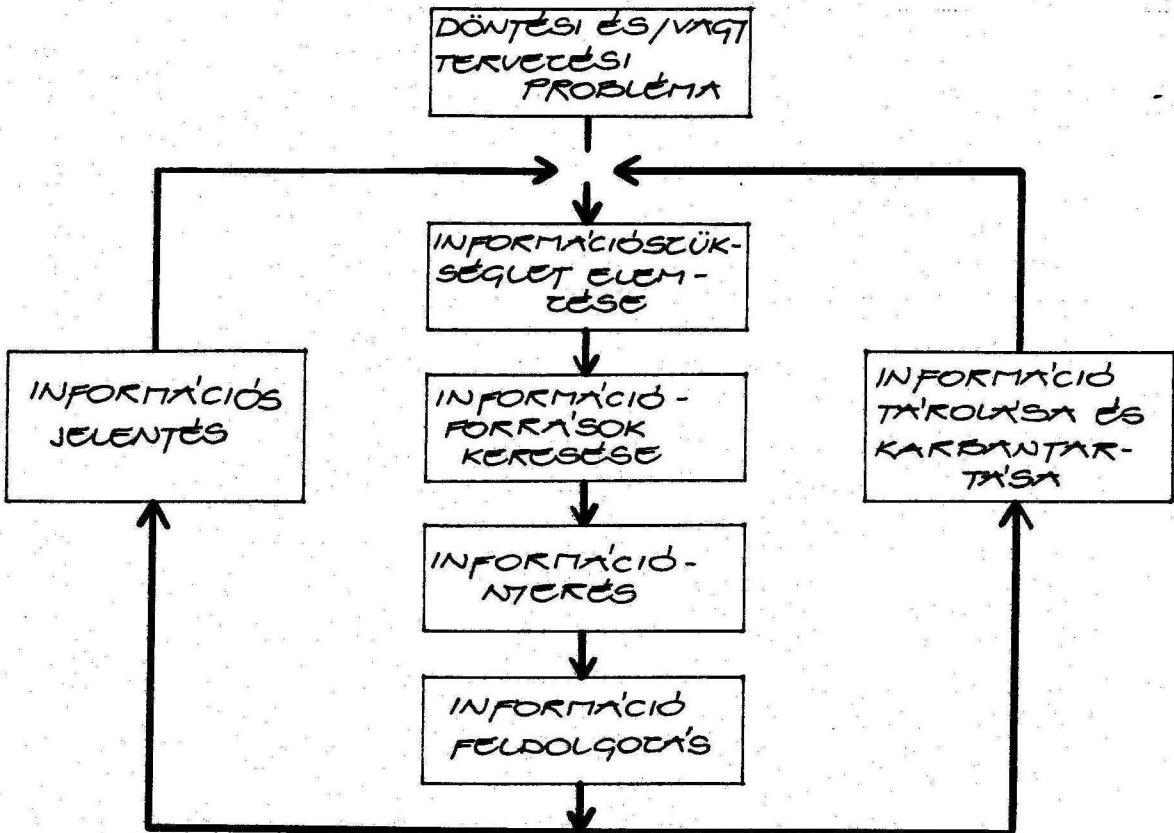 DÖNTÉSI ÉS/VAGY
TERVEZÉSI
PROBLÉMA
INFORMÁCIÓSZÜK-
SÉGLET ELEM-
ZÉSE
INFORMÁCIÓS
JELENTÉS
INFORMÁCIÓ-
FORRÁSOK
KERESÉSE
INFORMÁCIÓ
TÁROLÁSA ÉS
KARBANTAR-
TÁSA
INFORMÁCIÓ-
NYERÉS
INFORMÁCIÓ
FELDOLGOZÁS